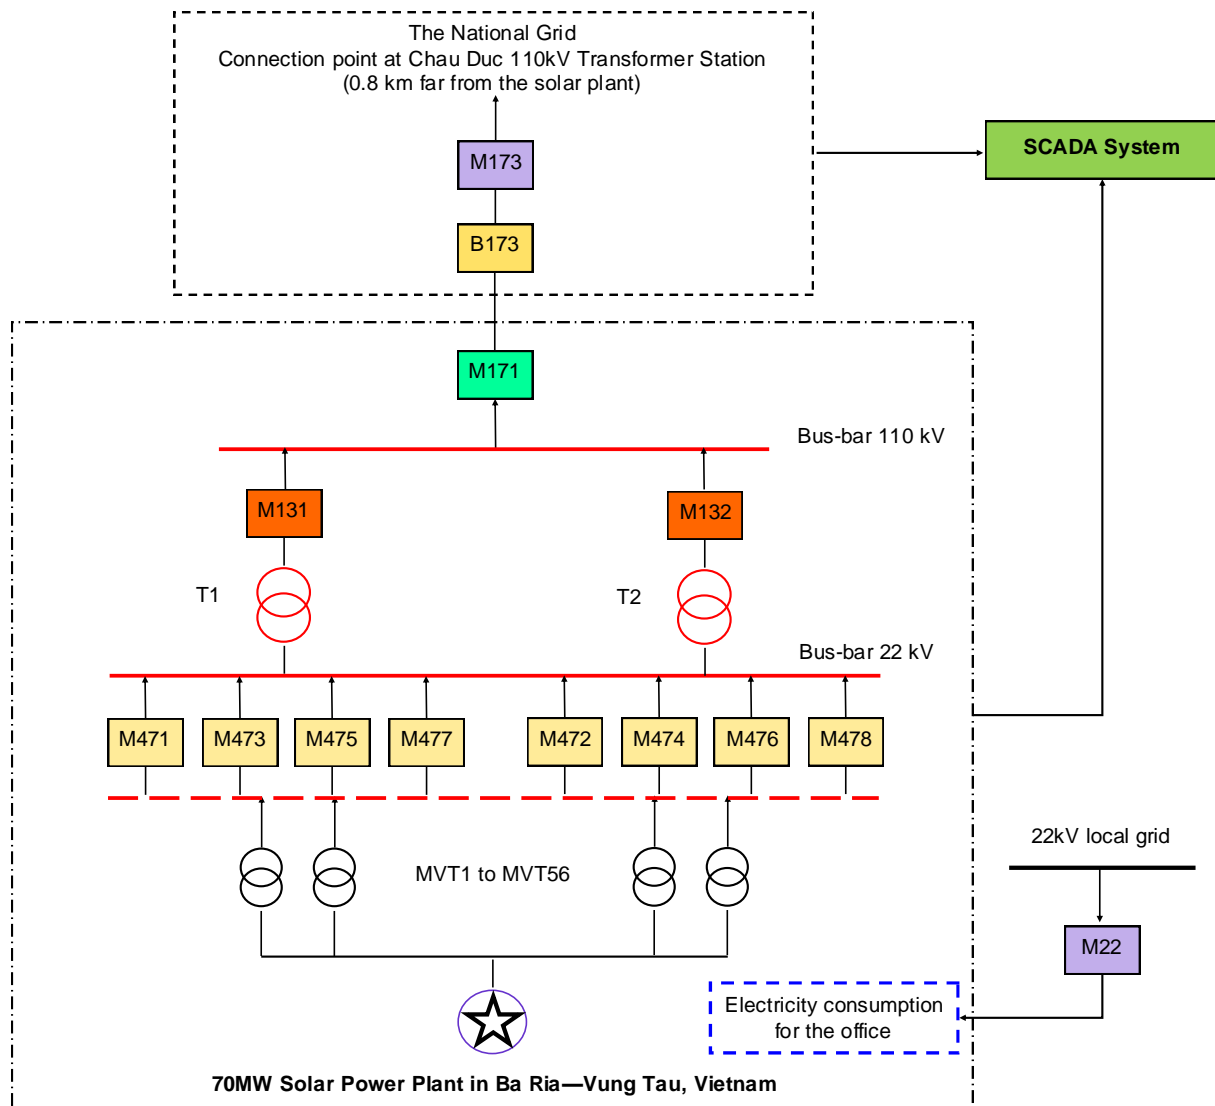 The National Grid
Connection point at Chau Duc 110kV Transformer Station
(0.8 km far from the solar plant)
M173
SCADA System
B173
M171
Bus-bar 110 kV
M131
M132
T1
T2
Bus-bar 22 kV
M471
M473
M475
M477
M472
M474
M476
M478
22kV local grid
MVT1 to MVT56
M22
Electricity consumption
for the office
70MW Solar Power Plant in Ba Ria—Vung Tau, Vietnam